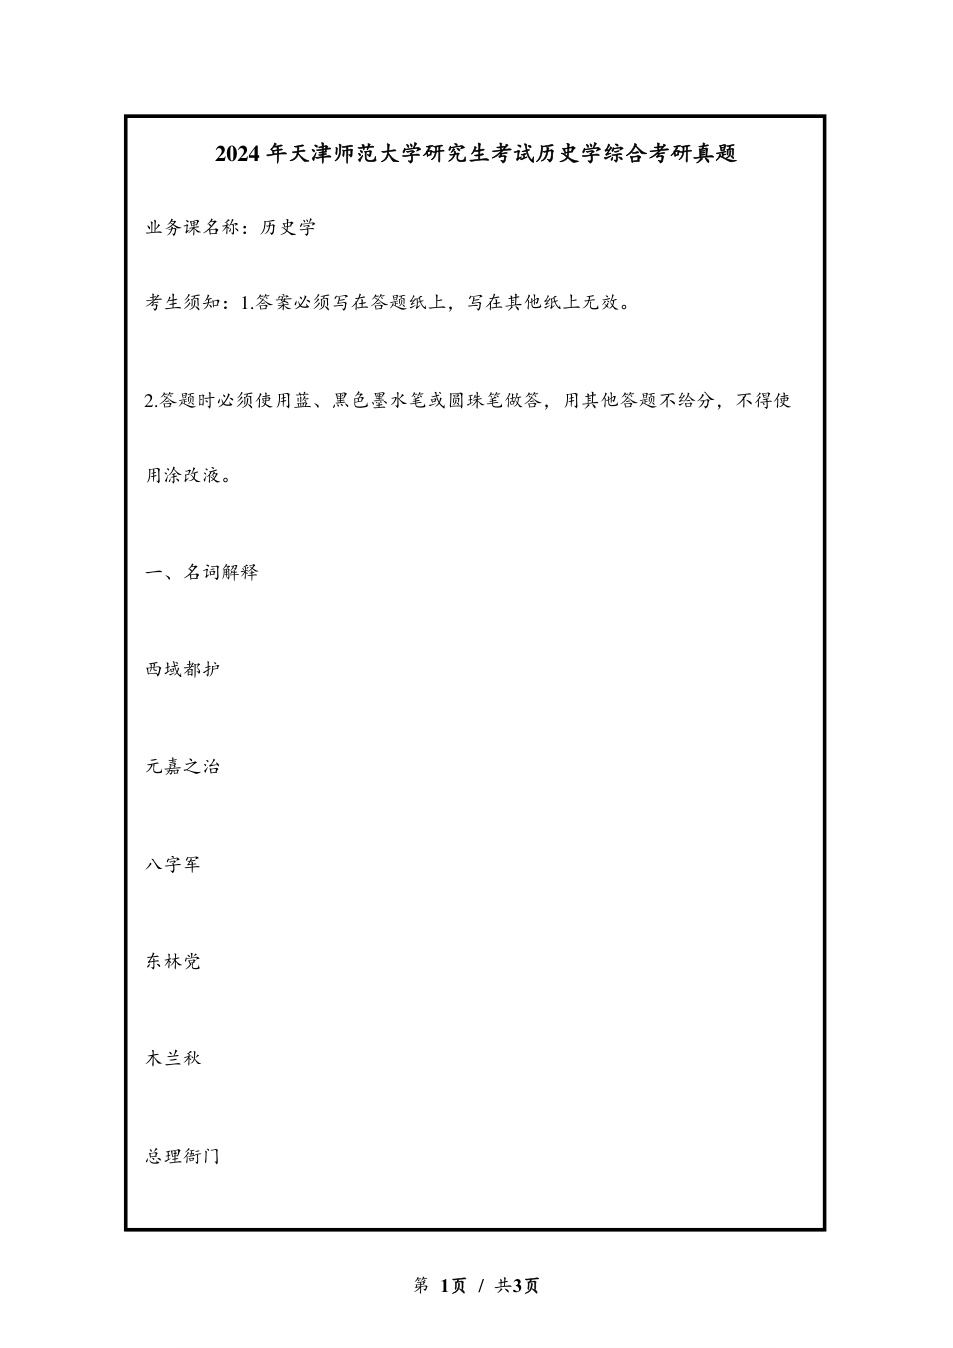 2024 年天津师范大学研究生考试历史学综合考研真题
业务课名称：历史学
考生须知：1.答案必须写在答题纸上，写在其他纸上无效。
2.答题时必须使用蓝、黑色墨水笔或圆珠笔做答，用其他答题不给分，不得使
用涂改液。
一、名词解释
西域都护
元嘉之治
八字军
东林党
木兰秋
总理衙门
第 1页 / 共3页